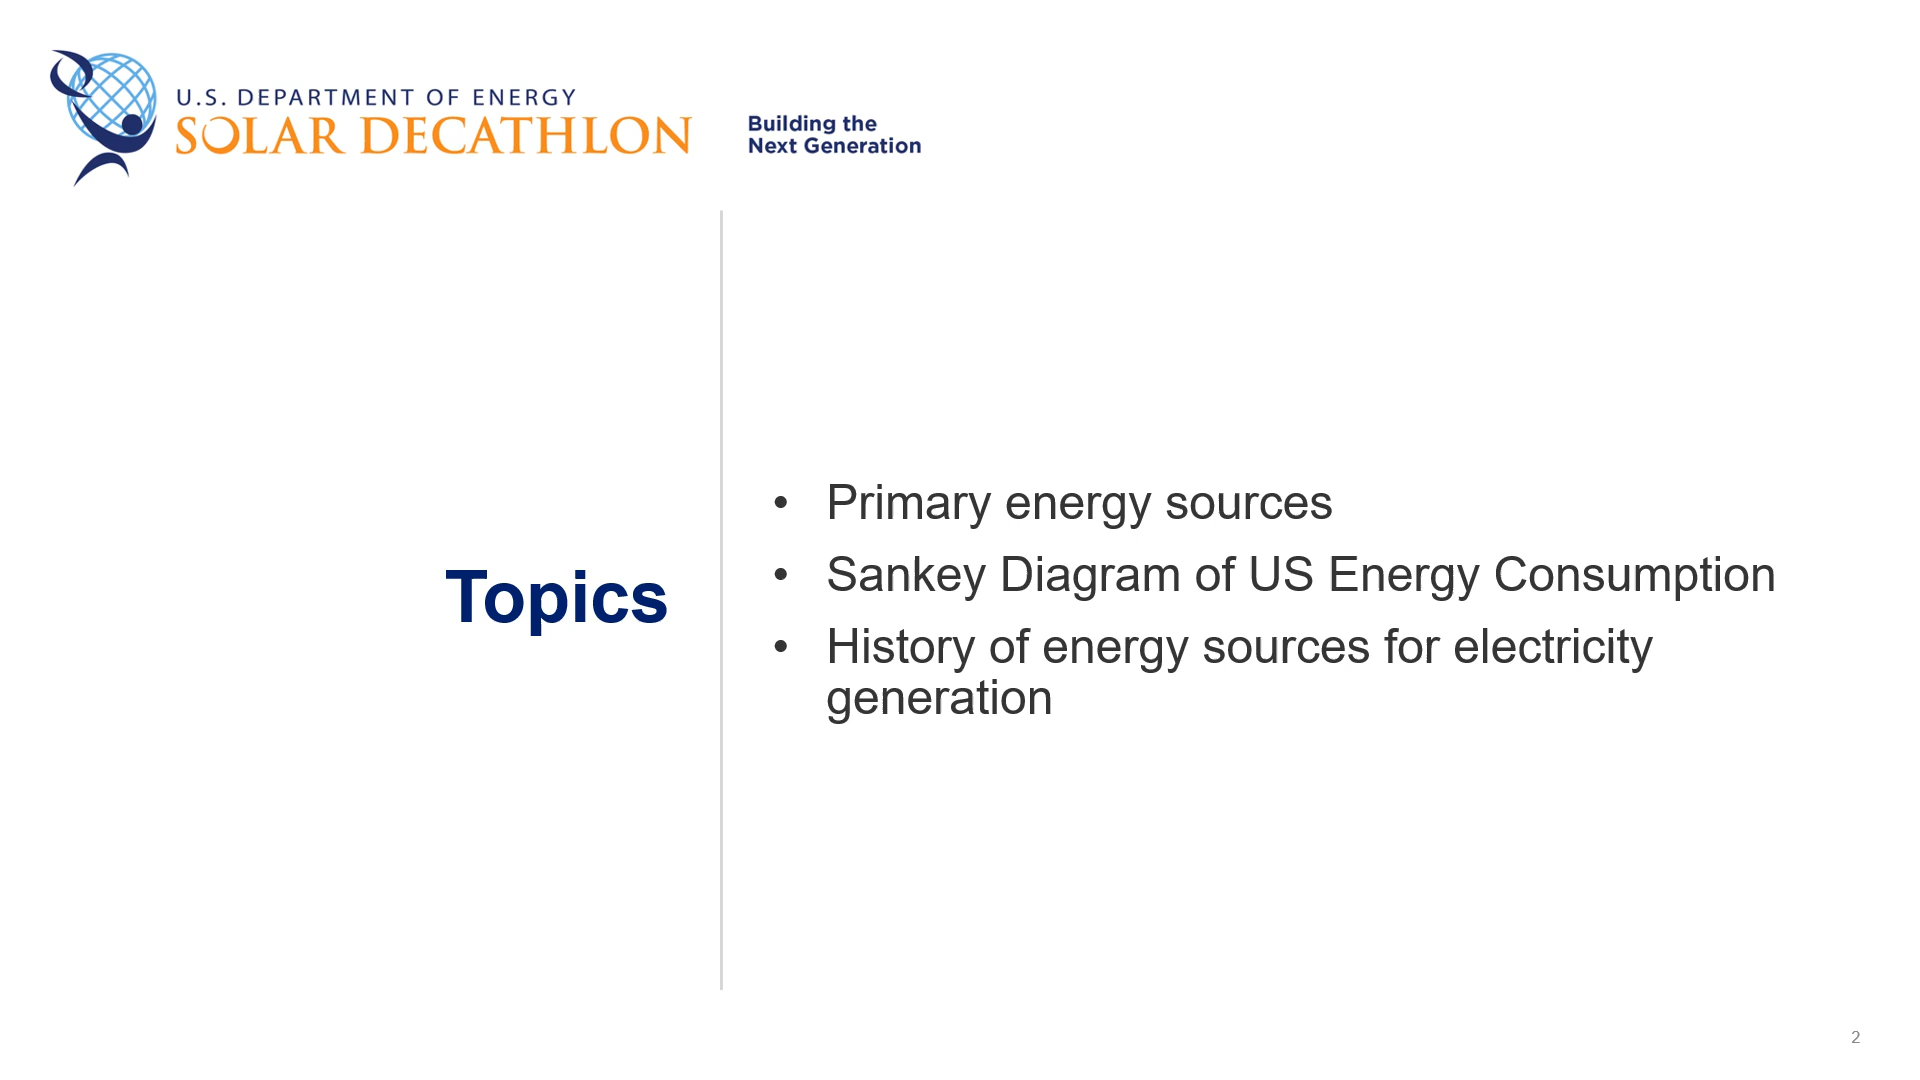 U.S. DEPARTMENT OF ENERGY
SOLAR DECATHLON
Building the
Next Generation
Topics
• Primary energy sources
• Sankey Diagram of US Energy Consumption
• History of energy sources for electricity
generation
2